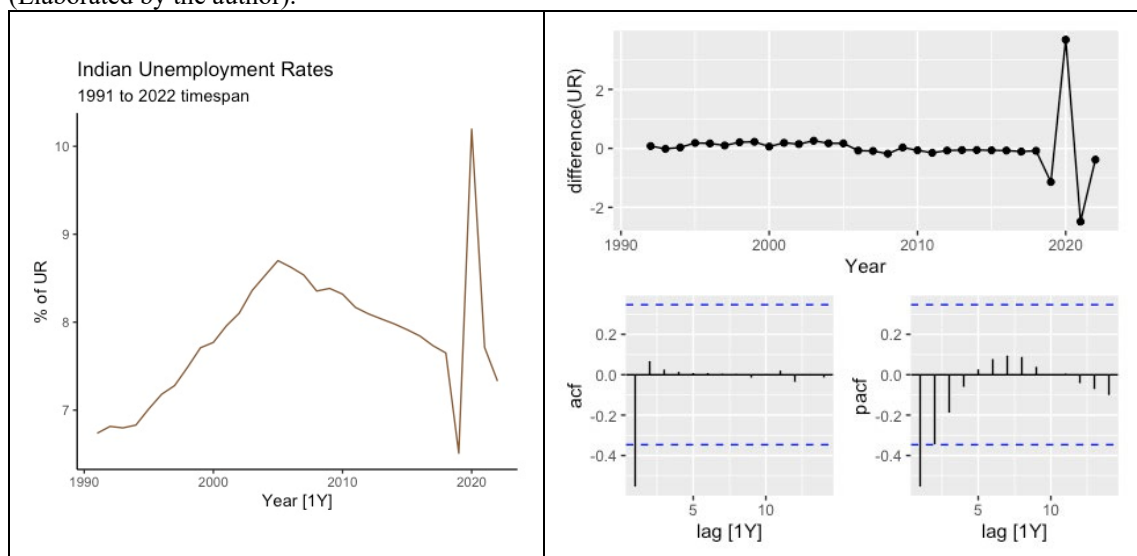 (Elaborated by the author).
Indian Unemployment Rates
1991 to 2022 timespan
% of UR
10
9
8
7
1990
2000
2010
2020
Year [1Y]
difference(UR)
2
0
-2
1990
2000
2010
2020
Year
acf
0.2
0.0
-0.2
-0.4
5
10
lag [1Y]
pacf
0.2
0.0
-0.2
-0.4
5
10
lag [1Y]